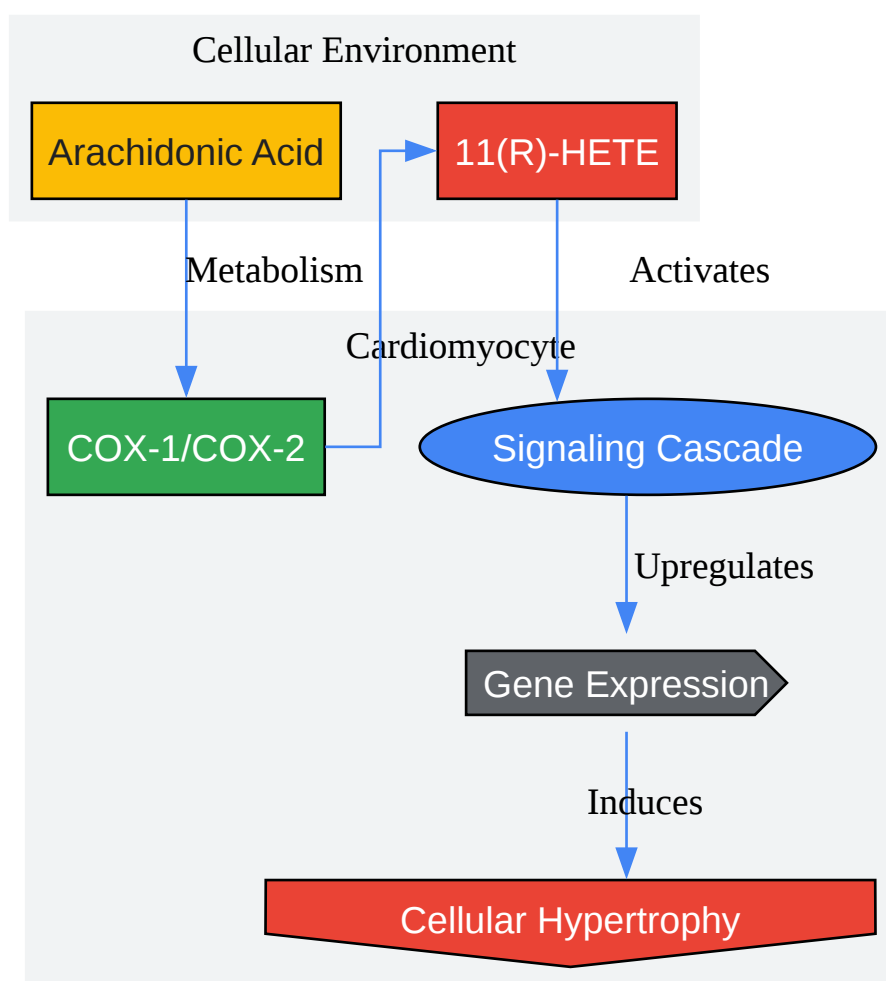 Cellular Environment
Arachidonic Acid
11(R)-HETE
Metabolism
Activates
Cardiomyocyte
COX-1/COX-2
Signaling Cascade
Upregulates
Gene Expression
Induces
Cellular Hypertrophy